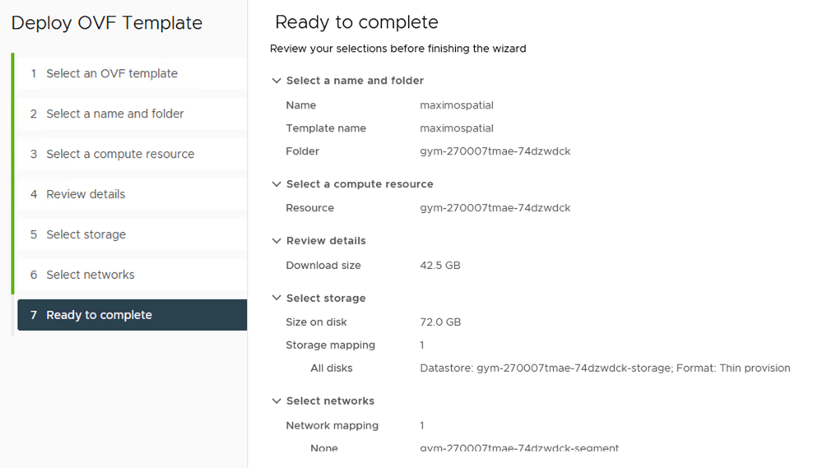 Deploy OVF Template
1 Select an OVF template
2 Select a name and folder
3 Select a compute resource
4 Review details
5 Select storage
6 Select networks
7 Ready to complete
Ready to complete
Review your selections before finishing the wizard
Select a name and folder
Name maximospatial
Template name maximospatial
Folder gym-270007tmae-74dzwdck
Select a compute resource
Resource gym-270007tmae-74dzwdck
Review details
Download size 42.5 GB
Select storage
Size on disk 72.0 GB
Storage mapping 1
All disks Datastore: gym-270007tmae-74dzwdck-storage; Format: Thin provision
Select networks
Network mapping 1
None gym-270007tmae-74dzwdck-segment